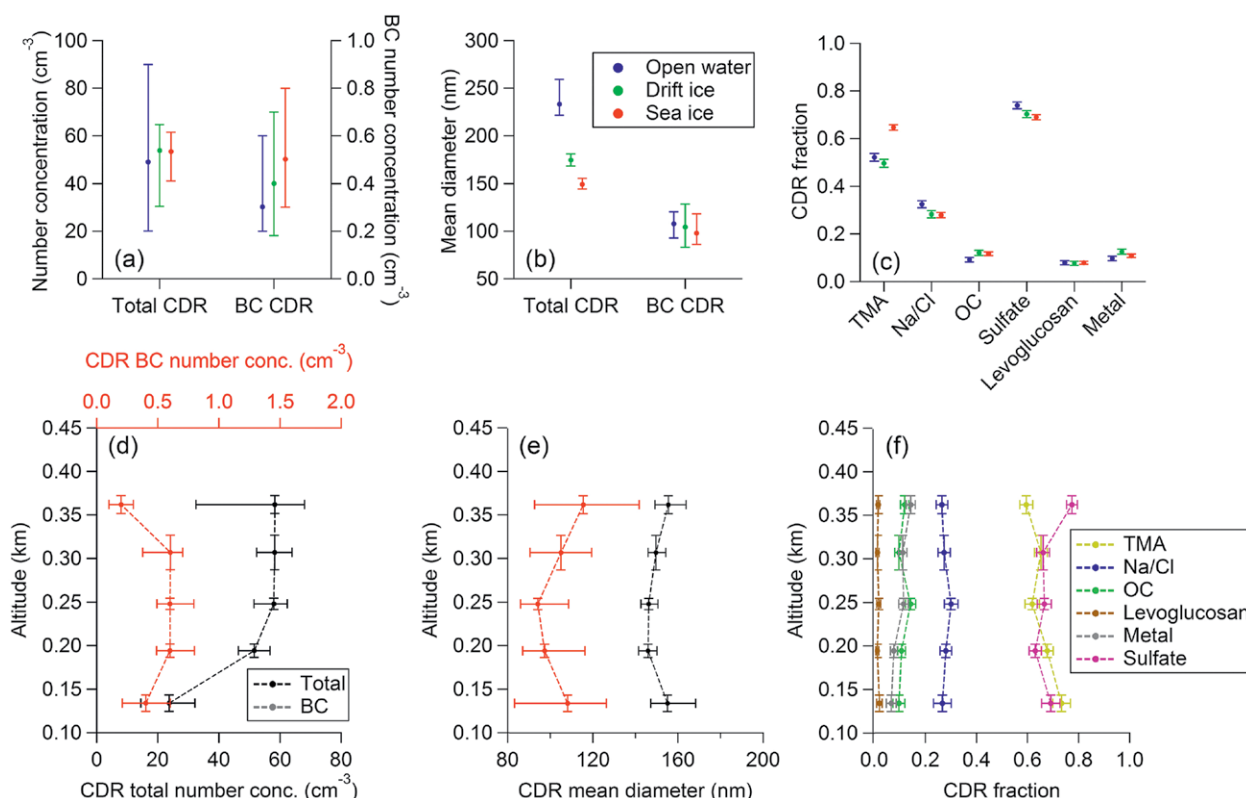 100
80
60
40
20
0
Number concentration (cm-3)
1.0
0.8
0.6
0.4
0.2
0.0
BC number concentration (cm-3)
(a)
Total CDR
BC CDR
300
250
200
150
100
50
Mean diameter (nm)
Open water
Drift ice
Sea ice
(b)
Total CDR
BC CDR
1.0
0.8
0.6
0.4
0.2
0.0
CDR fraction
(c)
TMA
Na/Cl
OC
Sulfate
Levoglucosan
Metal
CDR BC number conc. (cm-3)
0.0 0.5 1.0 1.5 2.0
0.45
0.40
0.35
0.30
0.25
0.20
0.15
0.10
Altitude (km)
(d)
Total
BC
0 20 40 60 80
CDR total number conc. (cm-3)
0.45
0.40
0.35
0.30
0.25
0.20
0.15
0.10
Altitude (km)
(e)
80 120 160 200
CDR mean diameter (nm)
0.45
0.40
0.35
0.30
0.25
0.20
0.15
0.10
Altitude (km)
(f)
TMA
Na/Cl
OC
Levoglucosan
Metal
Sulfate
0.0 0.2 0.4 0.6 0.8 1.0
CDR fraction